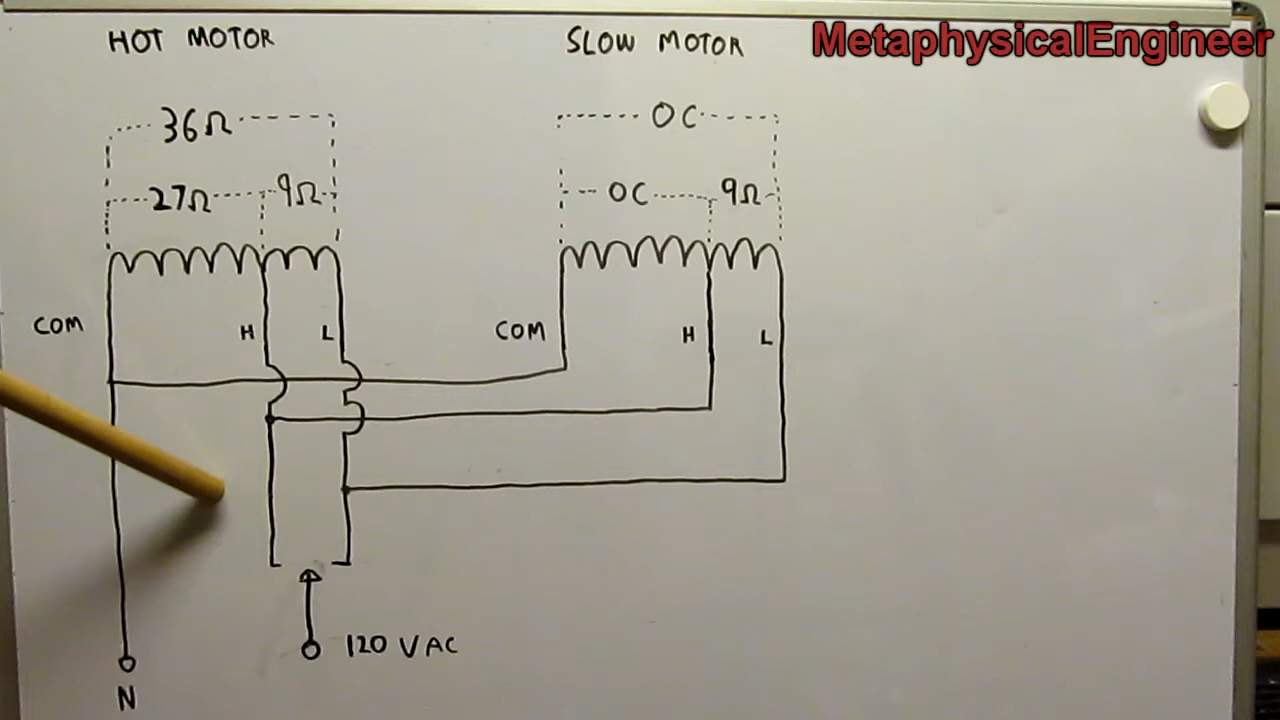 HOT MOTOR
SLOW MOTOR
MetaphysicalEngineer
36Ω
OC
27Ω
9Ω
OC
9Ω
COM
H
L
COM
H
L
120 VAC
N